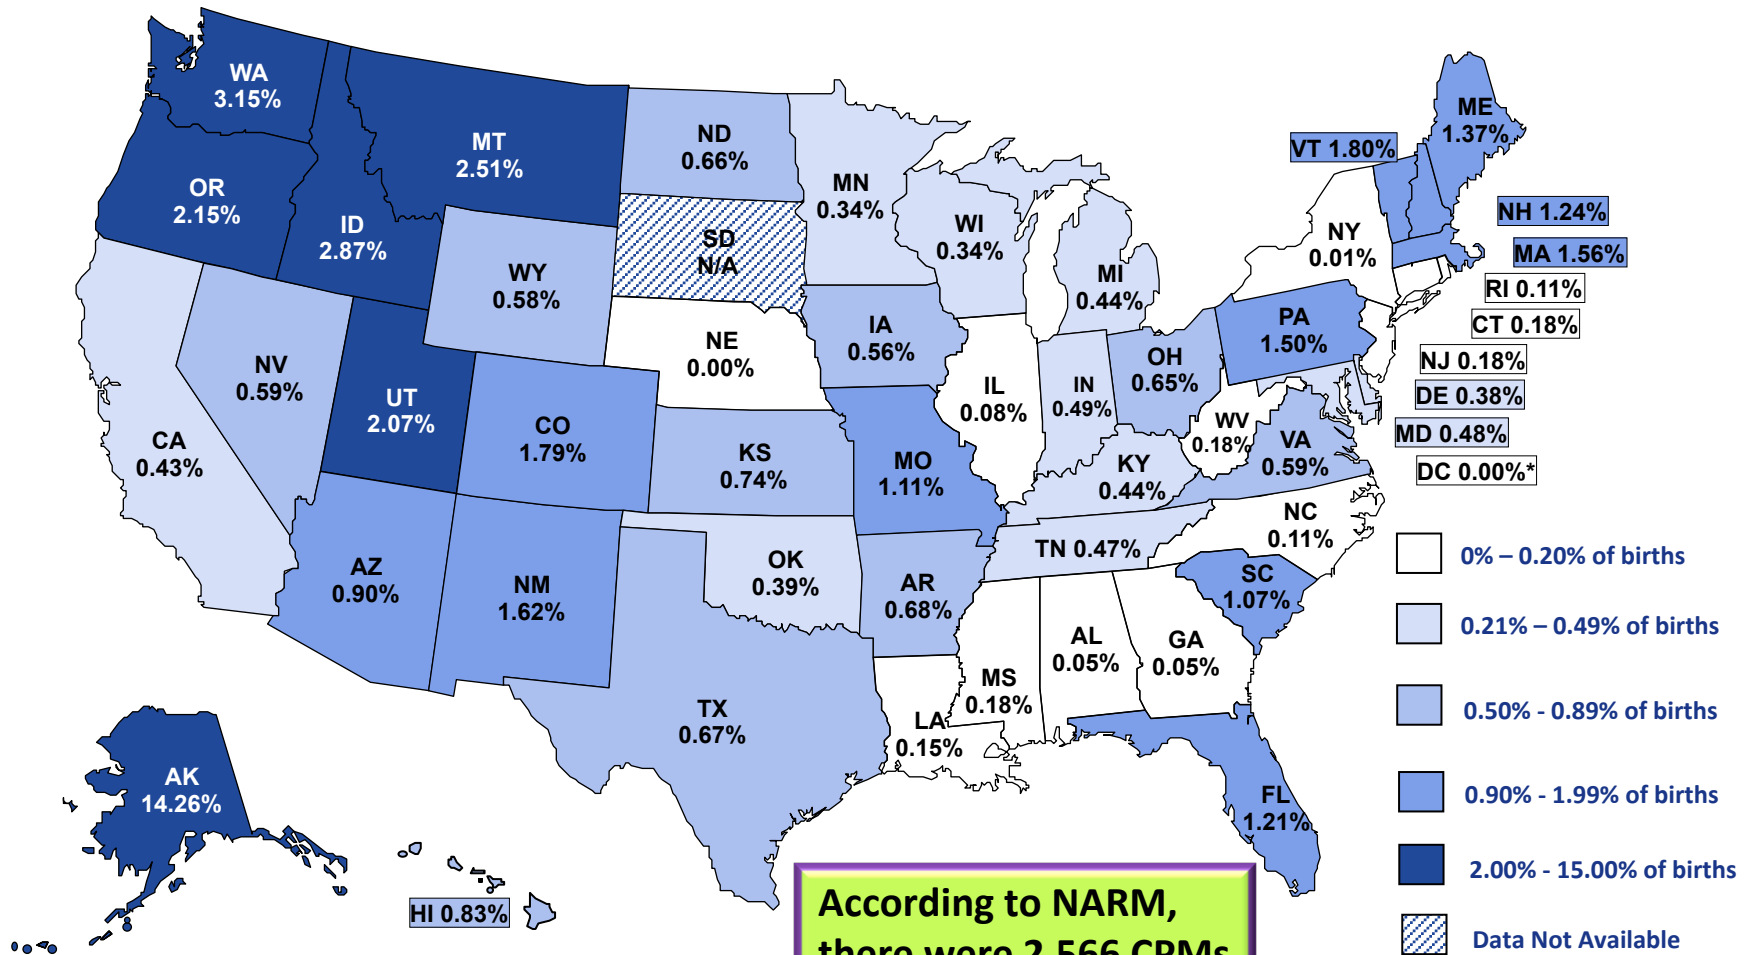 WA
3.15%
MT
2.51%
ND
0.66%
MN
0.34%
ME
1.37%
VT 1.80%
OR
2.15%
ID
2.87%
SD
N/A
WI
0.34%
MI
0.44%
NY
0.01%
NH 1.24%
MA 1.56%
RI 0.11%
CT 0.18%
NJ 0.18%
DE 0.38%
MD 0.48%
DC 0.00%*
WY
0.58%
NE
0.00%
IA
0.56%
PA
1.50%
NV
0.59%
UT
2.07%
CO
1.79%
IL
0.08%
IN
0.49%
OH
0.65%
WV
0.18%
VA
0.59%
CA
0.43%
KS
0.74%
MO
1.11%
KY
0.44%
NC
0.11%
TN 0.47%
AZ
0.90%
NM
1.62%
OK
0.39%
AR
0.68%
SC
1.07%
TX
0.67%
LA
0.15%
MS
0.18%
AL
0.05%
GA
0.05%
FL
1.21%
AK
14.26%
HI 0.83%
0% – 0.20% of births
0.21% – 0.49% of births
0.50% - 0.89% of births
0.90% - 1.99% of births
2.00% - 15.00% of births
Data Not Available
According to NARM,
there were 2,566 CPMs